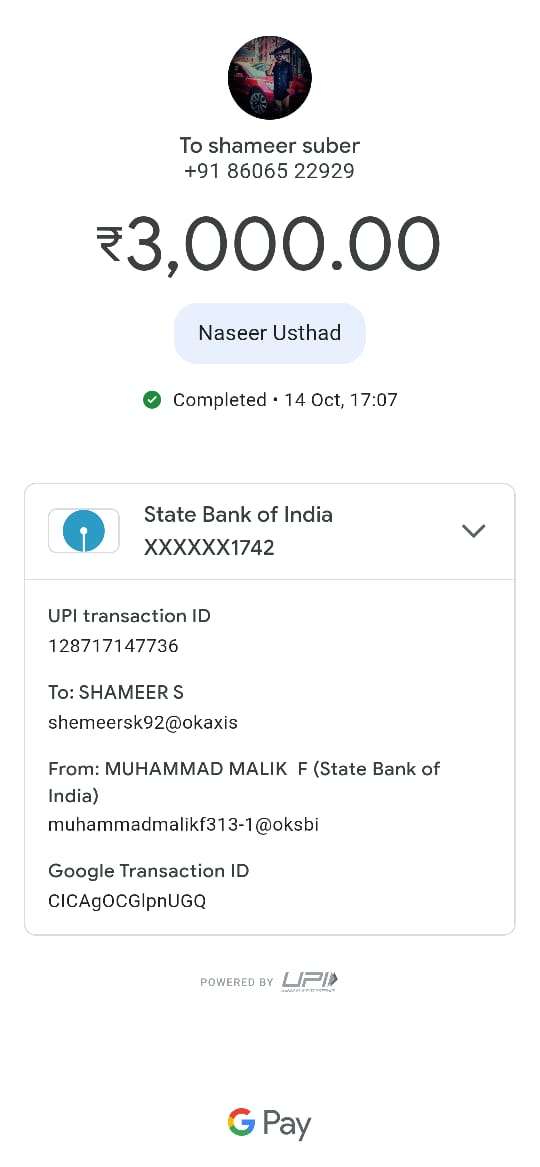 To shameer suber
+91 86065 22929
₹3,000.00
Naseer Usthad
Completed • 14 Oct, 17:07
State Bank of India
XXXXXX1742
UPI transaction ID
128717147736
To: SHAMEER S
shemeersk92@okaxis
From: MUHAMMAD MALIK  F (State Bank of
India)
muhammadmalikf313-1@oksbi
Google Transaction ID
CICAgOCGlpnUGQ
POWERED BY UPI
G Pay